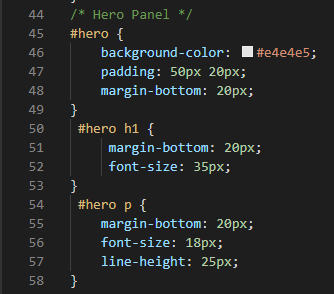 44 /* Hero Panel */
45 #hero {
46 background-color: #e4e4e5;
47 padding: 50px 20px;
48 margin-bottom: 20px;
49 }
50 #hero h1 {
51 margin-bottom: 20px;
52 font-size: 35px;
53 }
54 #hero p {
55 margin-bottom: 20px;
56 font-size: 18px;
57 line-height: 25px;
58 }